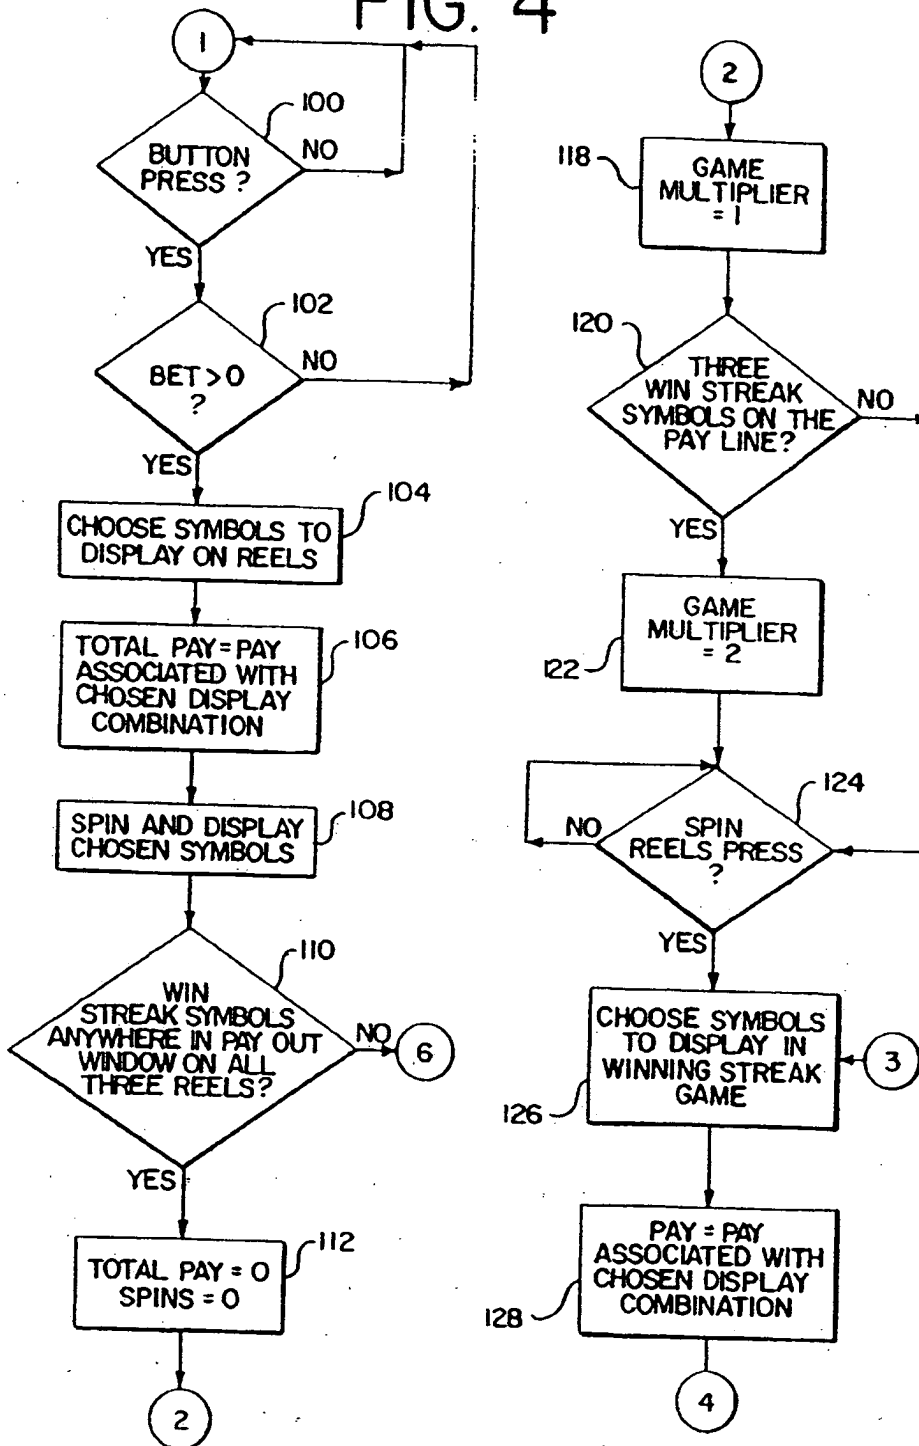 FIG. 4
1
100
BUTTON
PRESS ?
NO
YES
102
BET > 0
?
NO
YES
104
CHOOSE SYMBOLS TO
DISPLAY ON REELS
106
TOTAL PAY = PAY
ASSOCIATED WITH
CHOSEN DISPLAY
COMBINATION
108
SPIN AND DISPLAY
CHOSEN SYMBOLS
110
WIN
STREAK SYMBOLS
ANYWHERE IN PAY OUT
WINDOW ON ALL
THREE REELS?
NO
6
YES
112
TOTAL PAY = 0
SPINS = 0
2
2
118
GAME
MULTIPLIER
= 1
120
THREE
WIN STREAK
SYMBOLS ON THE
PAY LINE?
NO
YES
GAME
MULTIPLIER
= 2
122
124
NO
SPIN
REELS PRESS
?
YES
CHOOSE SYMBOLS
TO DISPLAY IN
WINNING STREAK
GAME
3
126
PAY = PAY
ASSOCIATED WITH
CHOSEN DISPLAY
COMBINATION
128
4